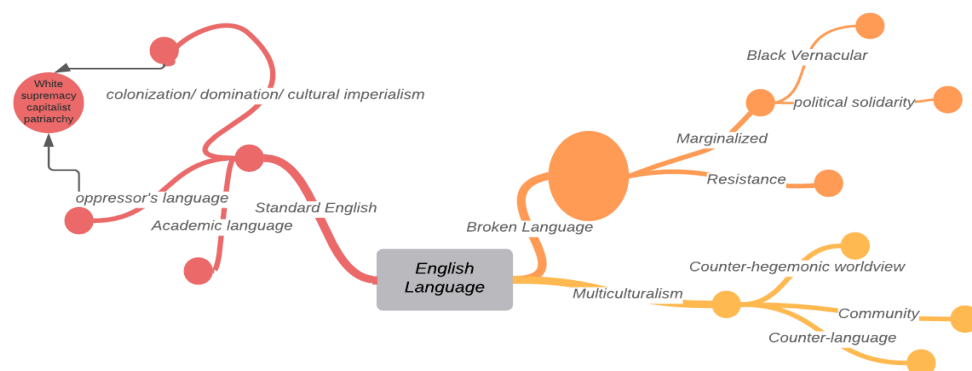 White
supremacy
capitalist
patriarchy
colonization/ domination/ cultural imperialism
oppressor's language
Academic language
Standard English
English
Language
Broken Language
Marginalized
Black Vernacular
political solidarity
Resistance
Multiculturalism
Counter-hegemonic worldview
Community
Counter-language